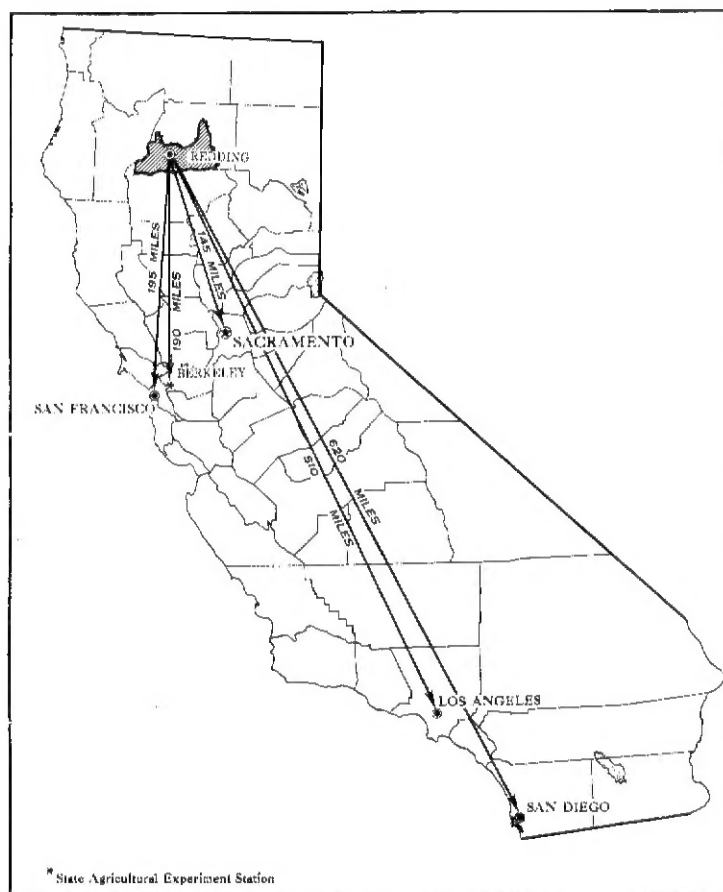 REDDING
195 MILES
190 MILES
145 MILES
SACRAMENTO
BERKELEY
SAN FRANCISCO
620 MILES
510 MILES
LOS ANGELES
SAN DIEGO
* State Agricultural Experiment Station